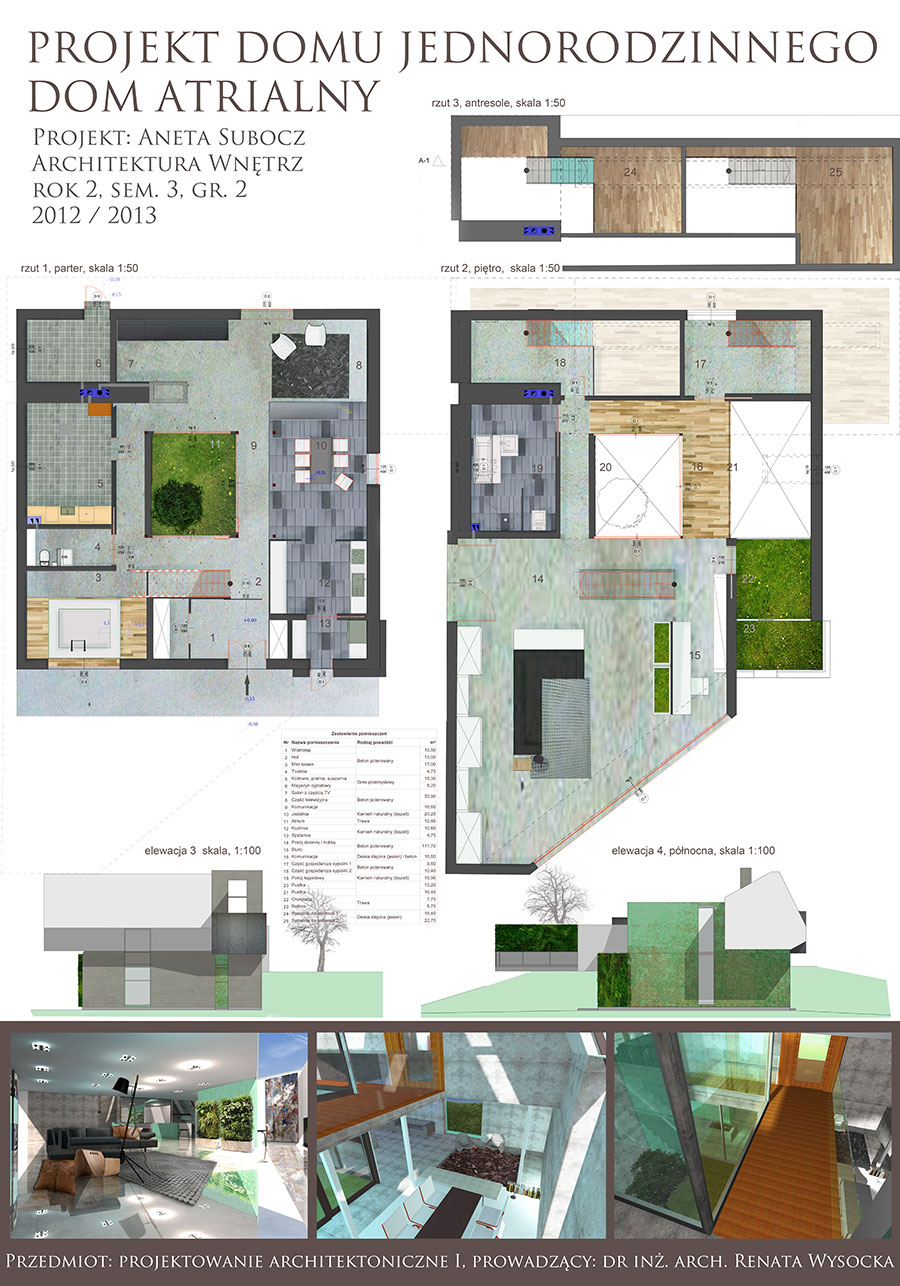 PROJEKT DOMU JEDNORODZINNEGO
DOM ATRIALNY
PROJEKT: ANETA SUBOCZ
ARCHITEKTURA WNĘTRZ
ROK 2, SEM. 3, GR. 2
2012 / 2013
rzut 3, antresole, skala 1:50
A-1
24
25
rzut 1, parter, skala 1:50
6
7
8
5
11
9
10
4
3
2
12
1
13
rzut 2, piętro, skala 1:50
18
17
19
20
16
21
14
22
23
15
Zestawienie pomieszczeń
Nr Nazwa pomieszczenia Rodzaj posadzki m²
1 Wiatrołap 10,50
2 Hol Beton polerowany 13,00
3 Mini basen 17,00
4 Toaleta 4,75
5 Kotłownia, pralnia, suszarnia Gres przemysłowy 15,30
6 Magazyn ogrodowy 8,20
7 Salon z częścią TV 30,90
8 Część telewizyjna Beton polerowany
9 Komunikacja 16,60
10 Jadalnia Kamień naturalny (bazalt) 20,20
11 Atrium Trawa 12,80
12 Kuchnia Kamień naturalny (bazalt) 10,60
13 Spiżarnia 4,75
14 Pokój dzienny i hobby Beton polerowany 111,70
15 Biuro
16 Komunikacja Deska klejona (jesion) i beton 16,60
17 Część gospodarcza sypialni 1 Beton polerowany 9,60
18 Część gospodarcza sypialni 2 10,40
19 Pokój kąpielowy Kamień naturalny (bazalt) 16,90
20 Pustka 13,20
21 Pustka 16,40
22 Trawa 7,70
23 5,70
24 Deska klejona (jesion) 16,40
25 22,70
elewacja 3 skala, 1:100
elewacja 4, północna, skala 1:100
PRZEDMIOT: PROJEKTOWANIE ARCHITEKTONICZNE I, PROWADZĄCY: DR INŻ. ARCH. RENATA WYSOCKA